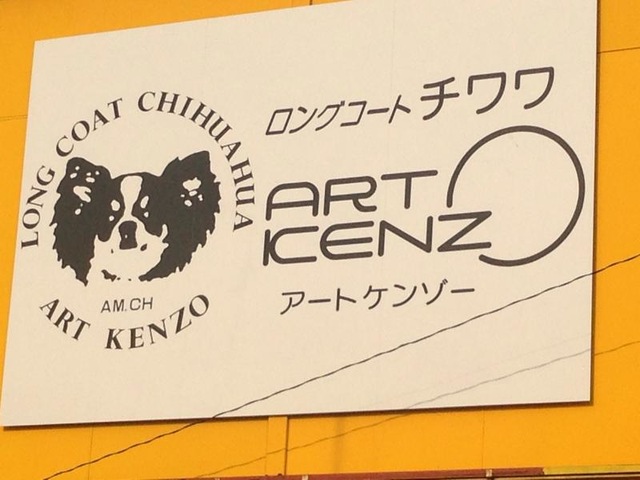 LONG COAT CHIHUAHUA
AM.CH
ART KENZO
ロングコートチワワ
ART
KENZO
アートケンゾー